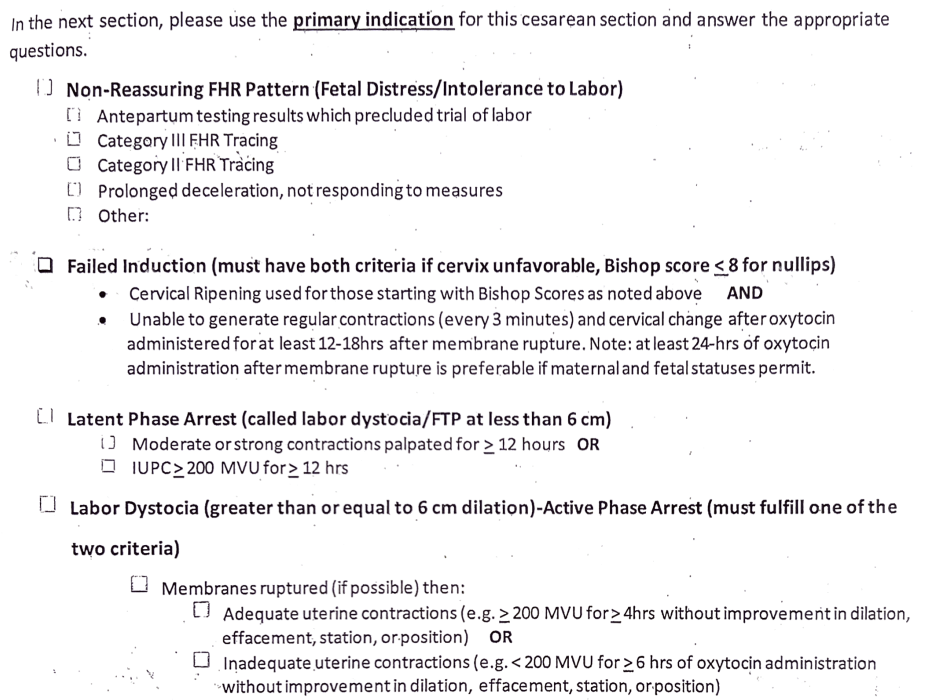 In the next section, please use the primary indication for this cesarean section and answer the appropriate
questions.
Non-Reassuring FHR Pattern (Fetal Distress/Intolerance to Labor)
Antepartum testing results which precluded trial of labor
Category III FHR Tracing
Category II FHR Tracing
Prolonged deceleration, not responding to measures
Other:
Failed Induction (must have both criteria if cervix unfavorable, Bishop score ≤ 8 for nullips)
• Cervical Ripening used for those starting with Bishop Scores as noted above AND
• Unable to generate regular contractions (every 3 minutes) and cervical change after oxytocin
administered for at least 12-18hrs after membrane rupture. Note: at least 24-hrs of oxytocin
administration after membrane rupture is preferable if maternal and fetal statuses permit.
Latent Phase Arrest (called labor dystocia/FTP at less than 6 cm)
Moderate or strong contractions palpated for ≥ 12 hours OR
IUPC ≥ 200 MVU for ≥ 12 hrs
Labor Dystocia (greater than or equal to 6 cm dilation)-Active Phase Arrest (must fulfill one of the
two criteria)
Membranes ruptured (if possible) then:
Adequate uterine contractions (e.g. ≥ 200 MVU for ≥ 4hrs without improvement in dilation,
effacement, station, or position) OR
Inadequate uterine contractions (e.g. < 200 MVU for ≥ 6 hrs of oxytocin administration
without improvement in dilation, effacement, station, or position)